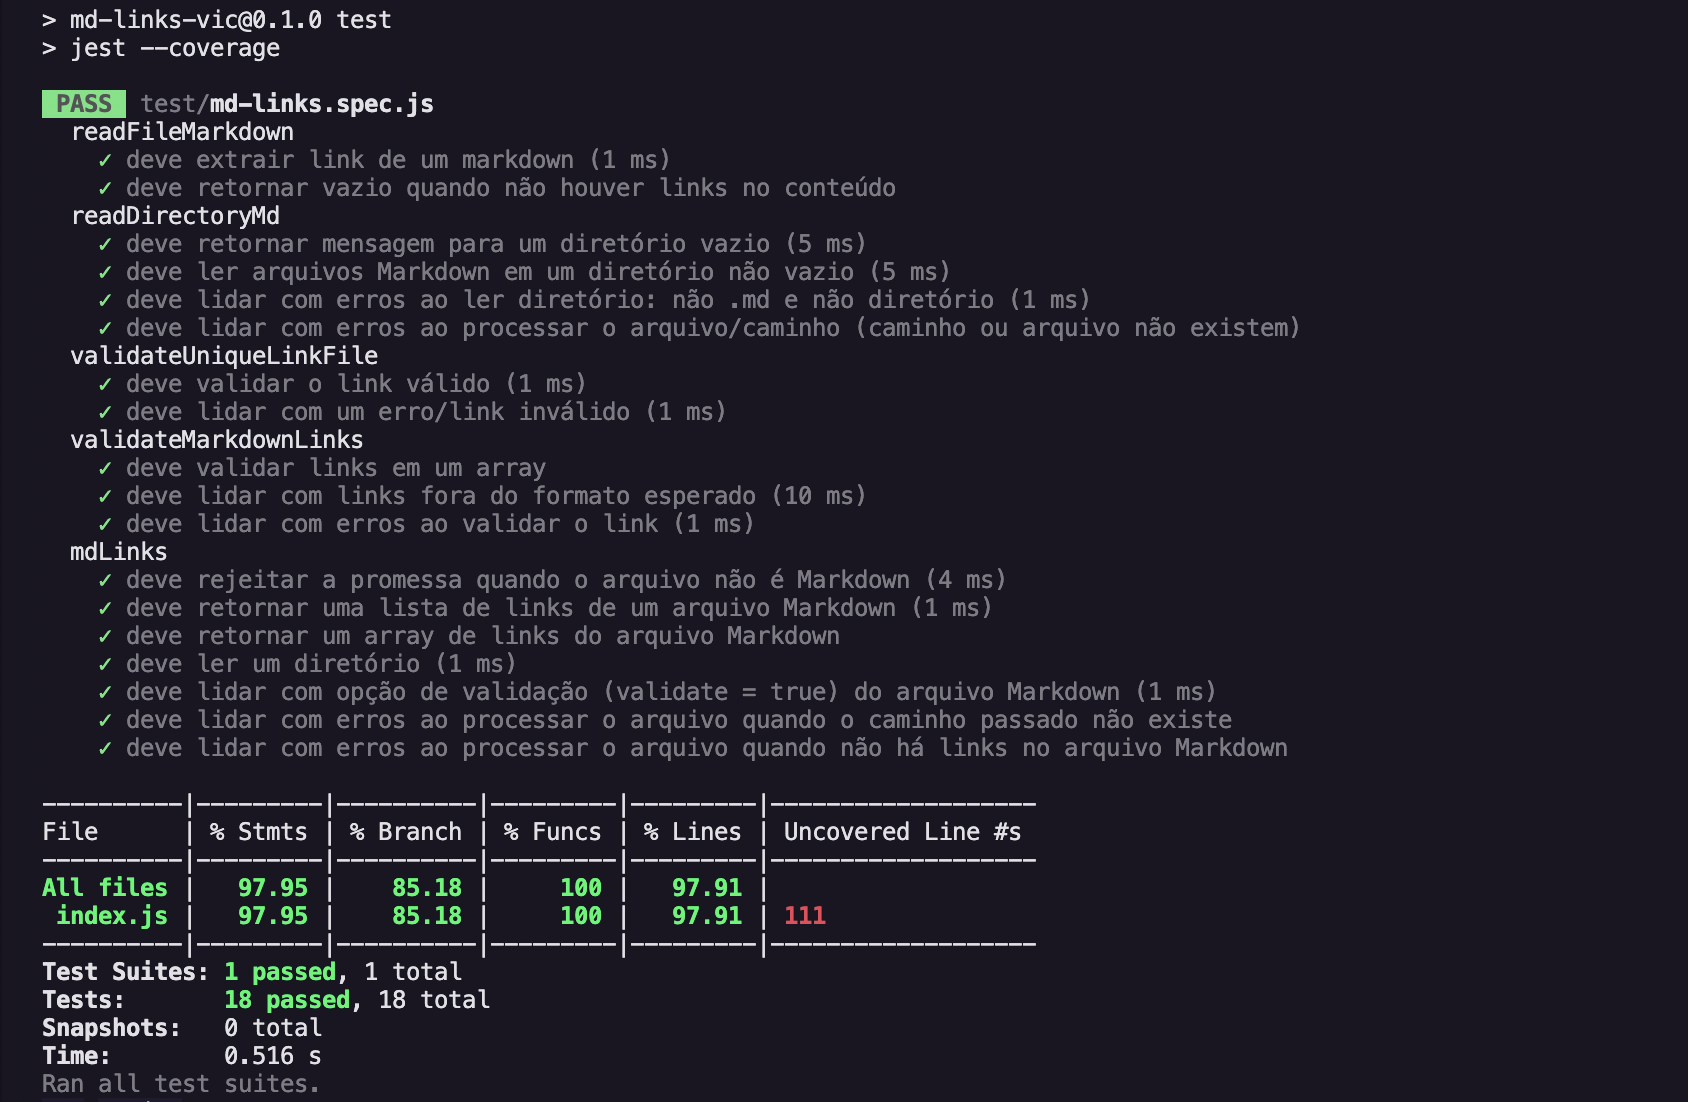 > md-links-vic@0.1.0 test
> jest --coverage
PASS test/md-links.spec.js
readFileMarkdown
✓ deve extrair link de um markdown (1 ms)
✓ deve retornar vazio quando não houver links no conteúdo
readDirectoryMd
✓ deve retornar mensagem para um diretório vazio (5 ms)
✓ deve ler arquivos Markdown em um diretório não vazio (5 ms)
✓ deve lidar com erros ao ler diretório: não .md e não diretório (1 ms)
✓ deve lidar com erros ao processar o arquivo/caminho (caminho ou arquivo não existem)
validateUniqueLinkFile
✓ deve validar o link válido (1 ms)
✓ deve lidar com um erro/link inválido (1 ms)
validateMarkdownLinks
✓ deve validar links em um array
✓ deve lidar com links fora do formato esperado (10 ms)
✓ deve lidar com erros ao validar o link (1 ms)
mdLinks
✓ deve rejeitar a promessa quando o arquivo não é Markdown (4 ms)
✓ deve retornar uma lista de links de um arquivo Markdown (1 ms)
✓ deve retornar um array de links do arquivo Markdown
✓ deve ler um diretório (1 ms)
✓ deve lidar com opção de validação (validate = true) do arquivo Markdown (1 ms)
✓ deve lidar com erros ao processar o arquivo quando o caminho passado não existe
✓ deve lidar com erros ao processar o arquivo quando não há links no arquivo Markdown
----------|---------|----------|---------|---------|-------------------
File | % Stmts | % Branch | % Funcs | % Lines | Uncovered Line #s
----------|---------|----------|---------|---------|-------------------
All files | 97.95 | 85.18 | 100 | 97.91 |
index.js | 97.95 | 85.18 | 100 | 97.91 | 111
----------|---------|----------|---------|---------|-------------------
Test Suites: 1 passed, 1 total
Tests: 18 passed, 18 total
Snapshots: 0 total
Time: 0.516 s
Ran all test suites.